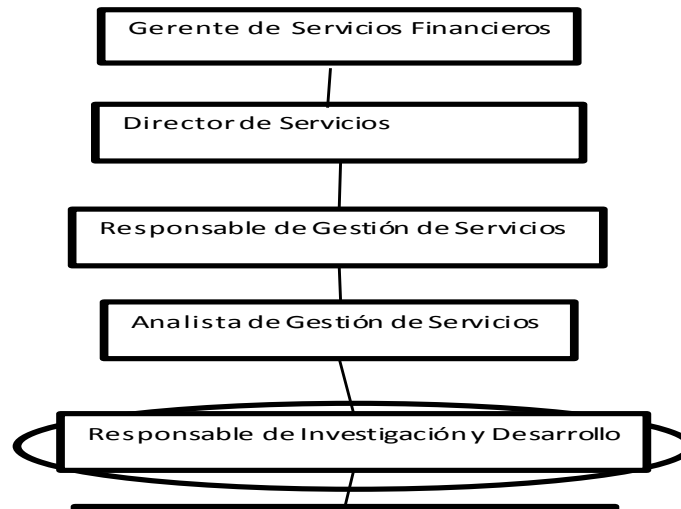 Gerente de Servicios Financieros
Director de Servicios
Responsable de Gestión de Servicios
Analista de Gestión de Servicios
Responsable de Investigación y Desarrollo